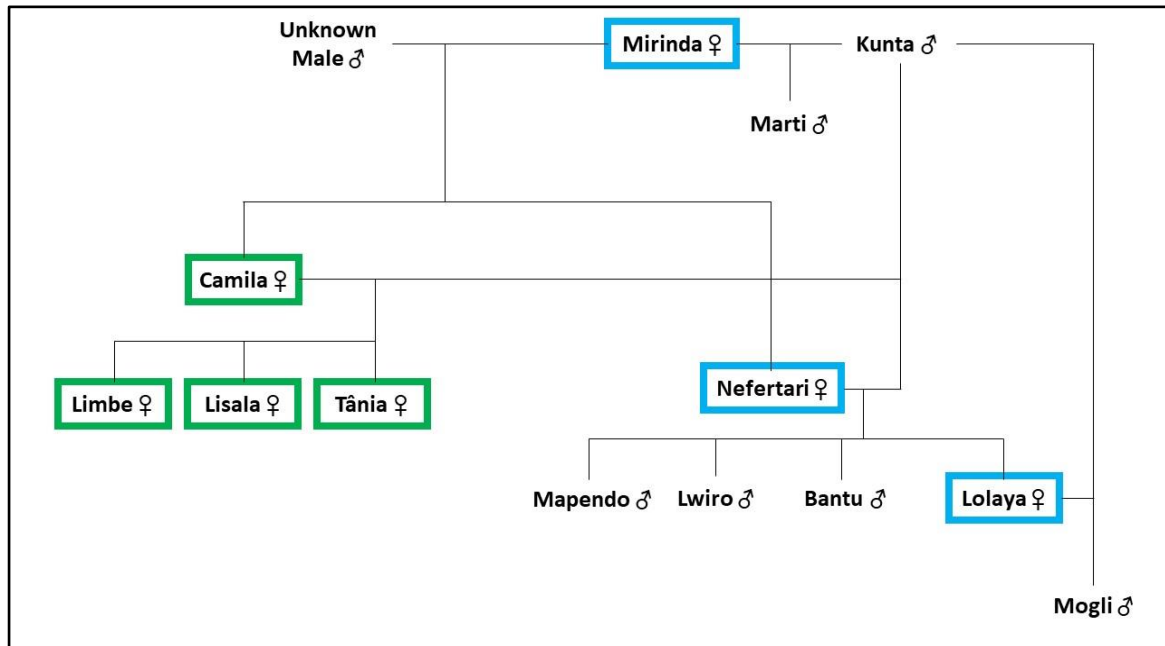 Unknown
Male ♂
Mirinda ♀
Kunta ♂
Marti ♂
Camila ♀
Limbe ♀
Lisala ♀
Tânia ♀
Nefertari ♀
Mapendo ♂
Lwiro ♂
Bantu ♂
Lolaya ♀
Mogli ♂